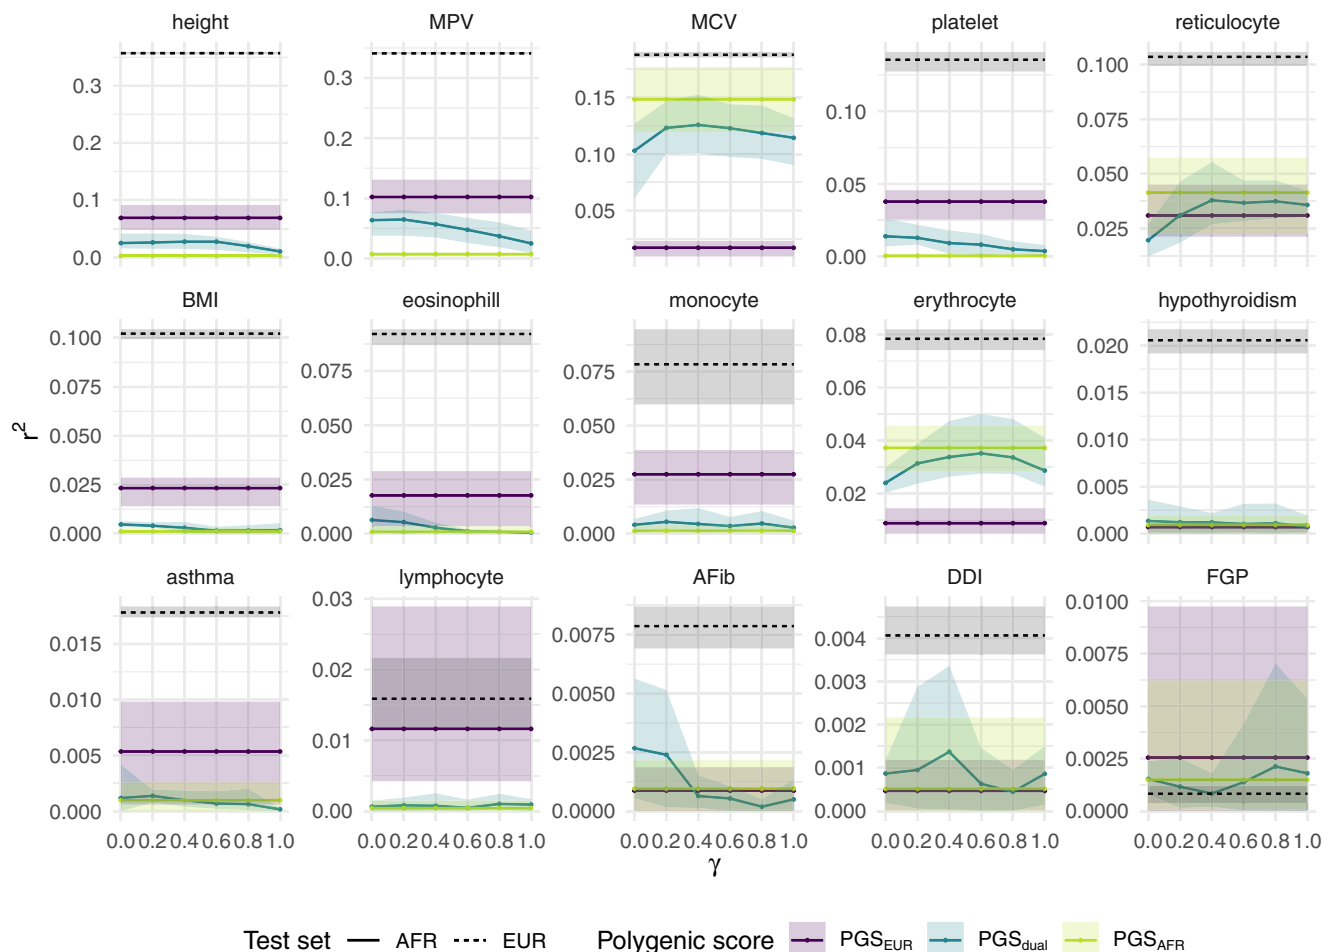 height MPV MCV platelet reticulocyte
0.3 0.3 0.15 0.10 0.100
0.2 0.2 0.10 0.05 0.075
0.1 0.1 0.05 0.00 0.050
0.0 0.0 0.025
BMI eosinophill monocyte erythrocyte hypothyroidism
0.100 0.075 0.075 0.08 0.020
0.075 0.050 0.050 0.06 0.015
0.050 0.025 0.025 0.04 0.010
0.025 0.000 0.000 0.02 0.005
0.000 0.000
r²
asthma lymphocyte AFib DDI FGP
0.015 0.03 0.0075 0.004 0.0100
0.010 0.02 0.0050 0.003 0.0075
0.005 0.01 0.0025 0.002 0.0050
0.000 0.00 0.0000 0.001 0.0025
0.000 0.0000
0.0 0.2 0.4 0.6 0.8 1.0 0.0 0.2 0.4 0.6 0.8 1.0 0.0 0.2 0.4 0.6 0.8 1.0 0.0 0.2 0.4 0.6 0.8 1.0 0.0 0.2 0.4 0.6 0.8 1.0
γ
Test set AFR EUR Polygenic score PGS_EUR PGS_dual PGS_AFR